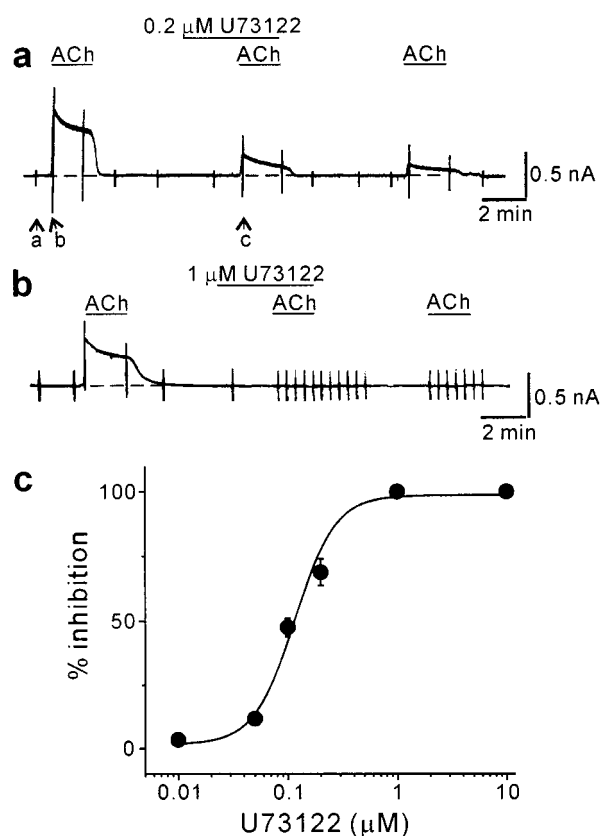 a
0.2 μM U73122
ACh ACh ACh
0.5 nA
2 min
a b c
b
1 μM U73122
ACh ACh ACh
0.5 nA
2 min
c
% inhibition
100
50
0
0.01 0.1 1 10
U73122 (μM)